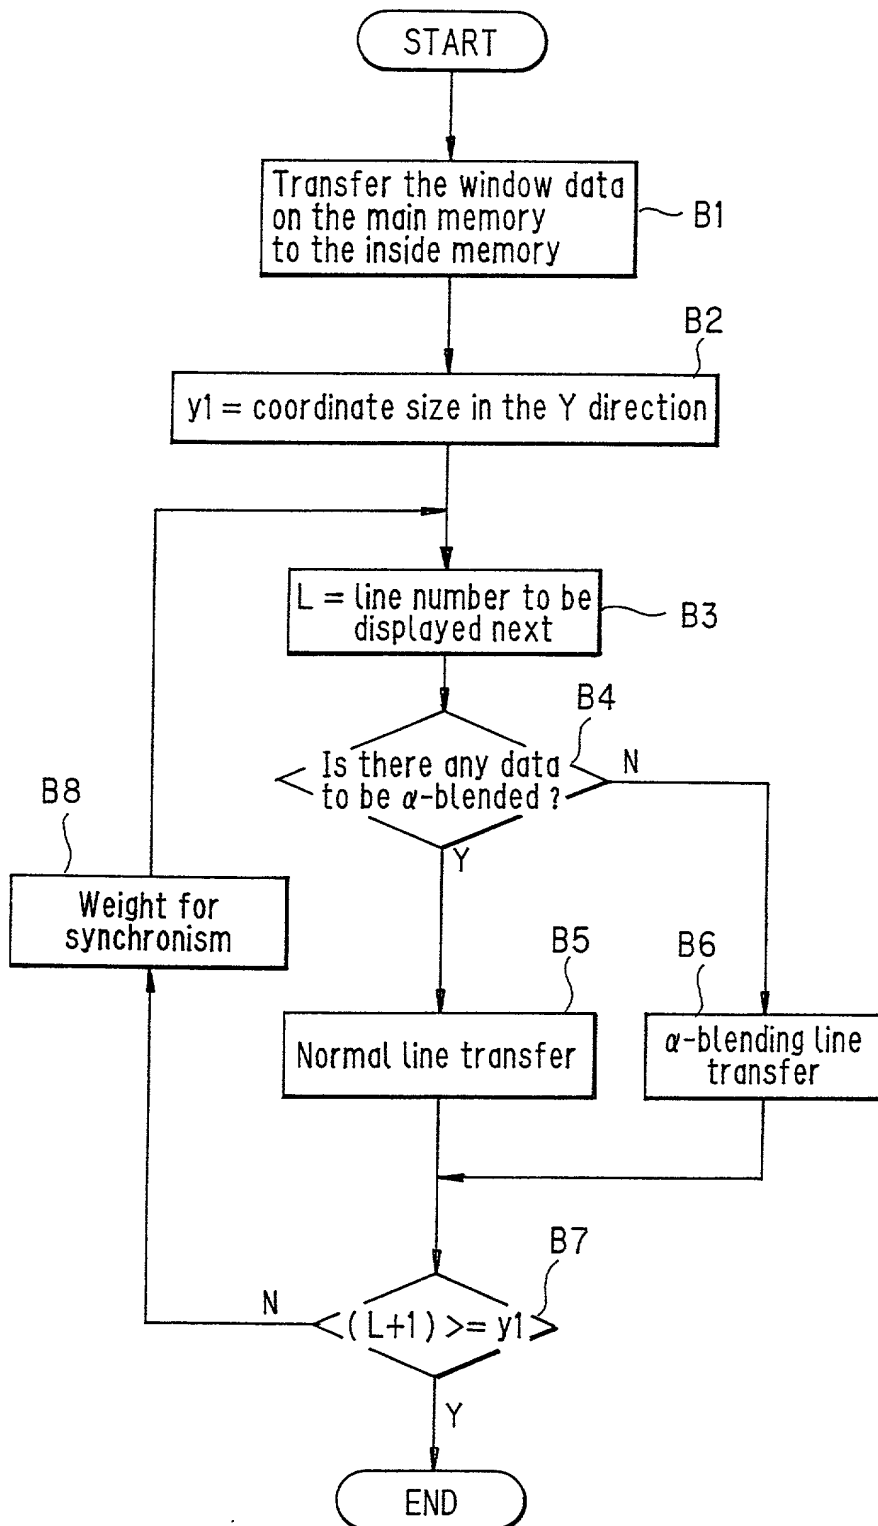 START
Transfer the window data
on the main memory
to the inside memory
B1
B2
y1 = coordinate size in the Y direction
L = line number to be
displayed next
B3
B4
Is there any data
to be α-blended ?
N
Y
B8
Weight for
synchronism
B5
Normal line transfer
B6
α-blending line
transfer
B7
(L+1) >= y1
N
Y
END